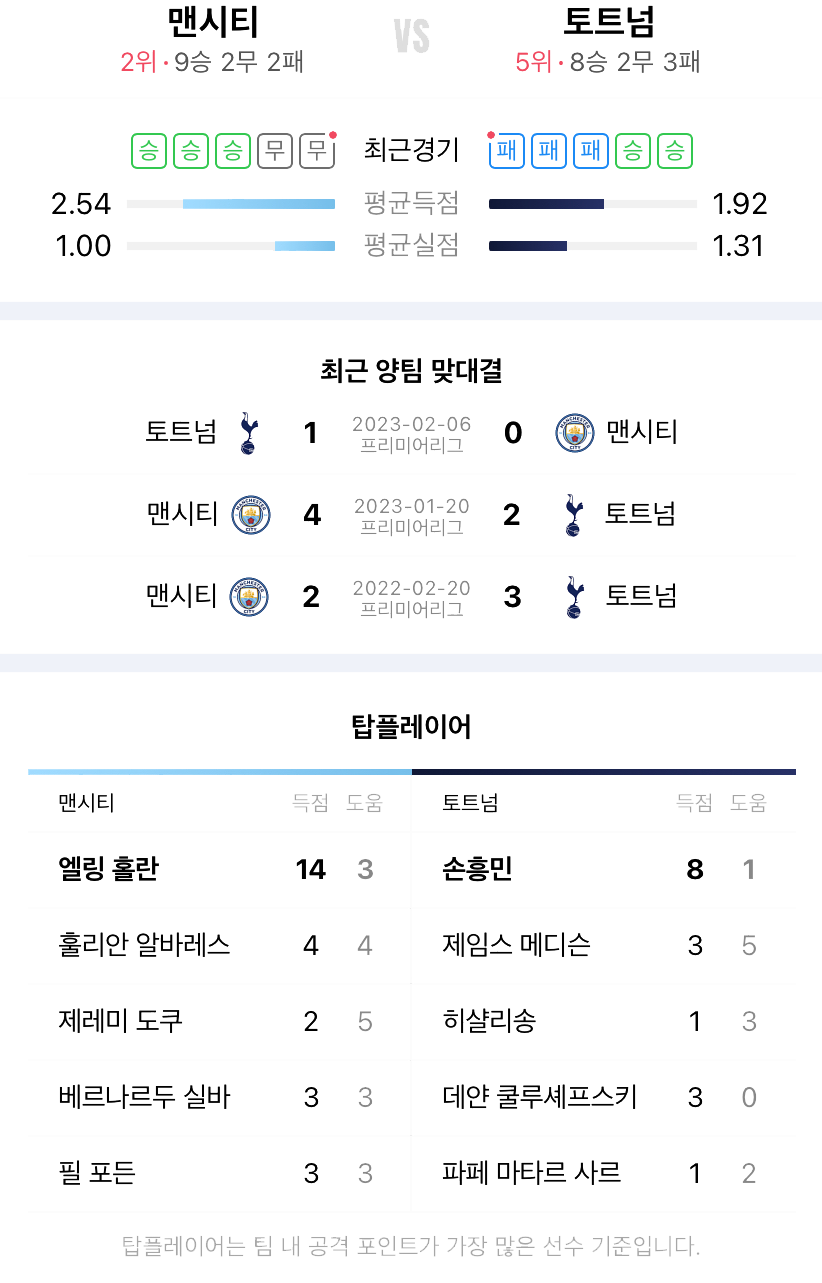 맨시티 VS 토트넘
2위·9승 2무 2패 5위·8승 2무 3패
승 승 승 무 무 최근경기 패 패 패 승 승
2.54 평균득점 1.92
1.00 평균실점 1.31
최근 양팀 맞대결
토트넘 1 2023-02-06 프리미어리그 0 맨시티
맨시티 4 2023-01-20 프리미어리그 2 토트넘
맨시티 2 2022-02-20 프리미어리그 3 토트넘
탑플레이어
맨시티 득점 도움 토트넘 득점 도움
엘링 홀란 14 3 손흥민 8 1
훌리안 알바레스 4 4 제임스 메디슨 3 5
제레미 도쿠 2 5 히샬리송 1 3
베르나르두 실바 3 3 데얀 쿨루셰프스키 3 0
필 포든 3 3 파페 마타르 사르 1 2
탑플레이어는 팀 내 공격 포인트가 가장 많은 선수 기준입니다.